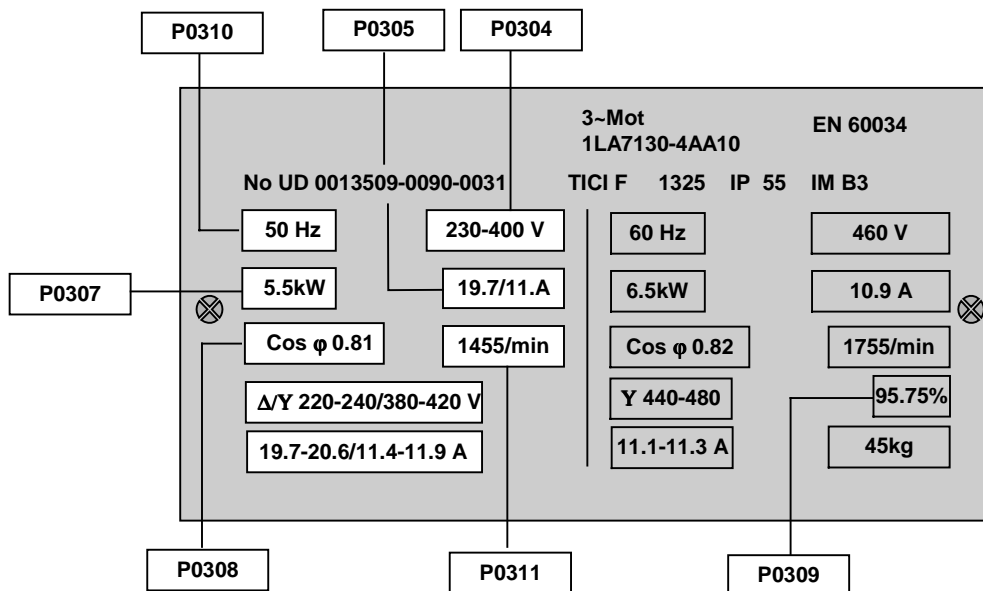 P0310 P0305 P0304
3~Mot EN 60034
1LA7130-4AA10
No UD 0013509-0090-0031 TICI F 1325 IP 55 IM B3
50 Hz 230-400 V 60 Hz 460 V
P0307 5.5kW 19.7/11.A 6.5kW 10.9 A
Cos φ 0.81 1455/min Cos φ 0.82 1755/min
Δ/Y 220-240/380-420 V Y 440-480 95.75%
19.7-20.6/11.4-11.9 A 11.1-11.3 A 45kg
P0308 P0311 P0309